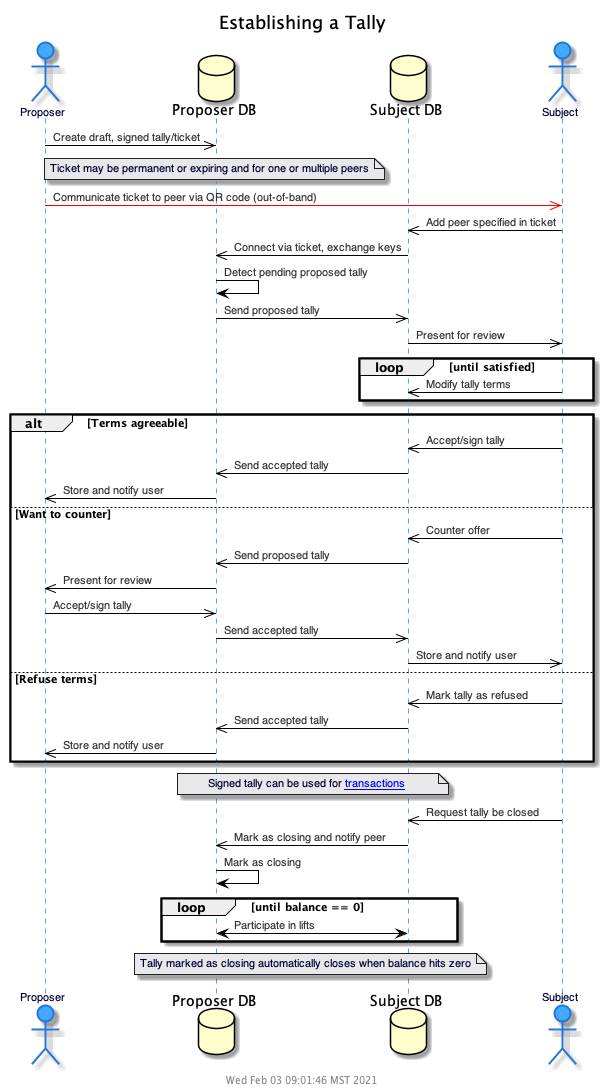 Establishing a Tally
Proposer
Proposer DB
Subject DB
Subject
Create draft, signed tally/ticket
Ticket may be permanent or expiring and for one or multiple peers
Communicate ticket to peer via QR code (out-of-band)
Add peer specified in ticket
Connect via ticket, exchange keys
Detect pending proposed tally
Send proposed tally
Present for review
loop [until satisfied]
Modify tally terms
alt [Terms agreeable]
Accept/sign tally
Send accepted tally
Store and notify user
[Want to counter]
Counter offer
Send proposed tally
Present for review
Accept/sign tally
Send accepted tally
Store and notify user
[Refuse terms]
Mark tally as refused
Send accepted tally
Store and notify user
Signed tally can be used for transactions
Request tally be closed
Mark as closing and notify peer
Mark as closing
loop [until balance == 0]
Participate in lifts
Tally marked as closing automatically closes when balance hits zero
Proposer
Proposer DB
Subject DB
Subject
Wed Feb 03 09:01:46 MST 2021